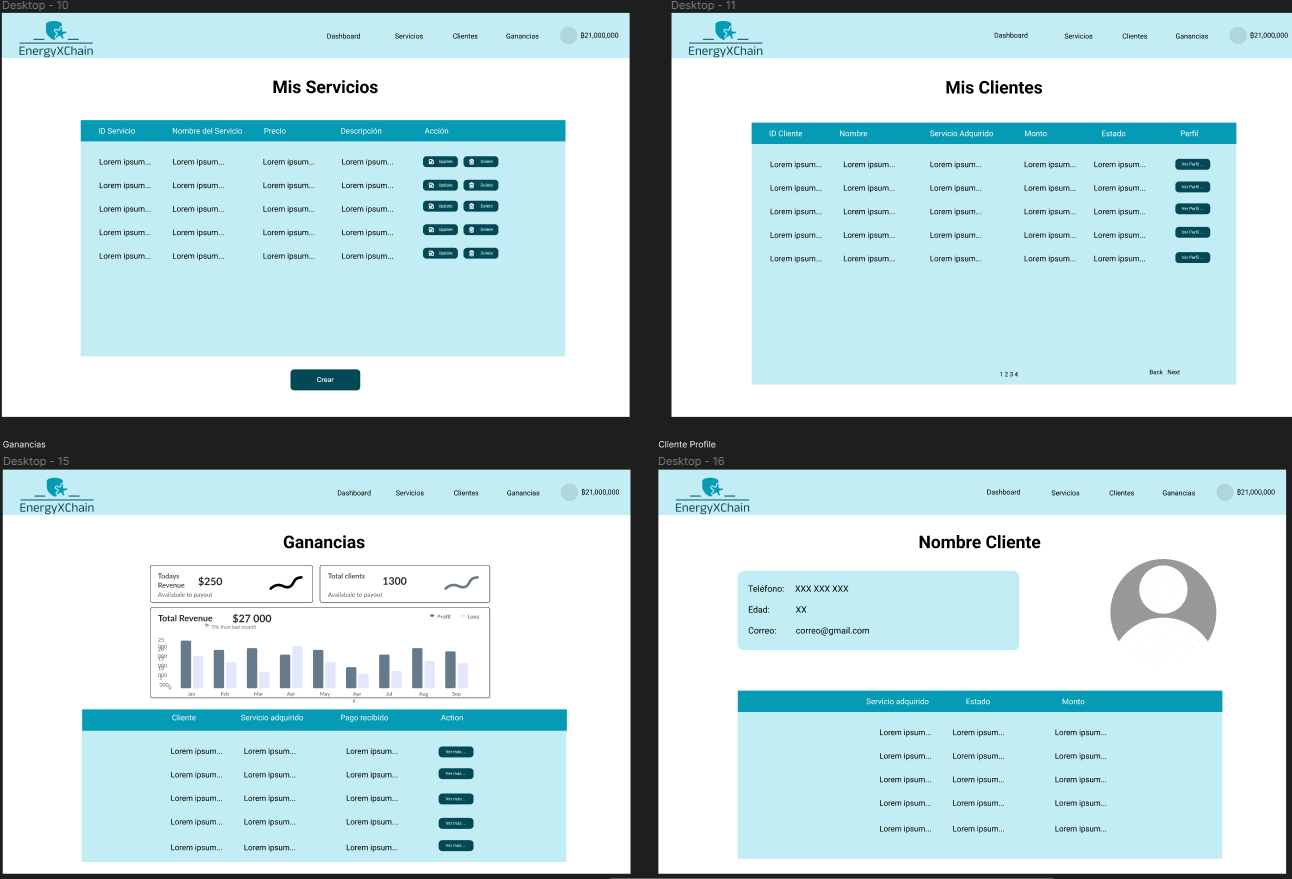 Desktop - 10
EnergyXChain
Dashboard Servicios Clientes Ganancias ฿21,000,000
Mis Servicios
ID Servicio Nombre del Servicio Precio Descripción Acción
Lorem ipsum... Lorem ipsum... Lorem ipsum... Lorem ipsum... Update Delete
Lorem ipsum... Lorem ipsum... Lorem ipsum... Lorem ipsum... Update Delete
Lorem ipsum... Lorem ipsum... Lorem ipsum... Lorem ipsum... Update Delete
Lorem ipsum... Lorem ipsum... Lorem ipsum... Lorem ipsum... Update Delete
Lorem ipsum... Lorem ipsum... Lorem ipsum... Lorem ipsum... Update Delete
Crear
Desktop - 11
EnergyXChain
Dashboard Servicios Clientes Ganancias ฿21,000,000
Mis Clientes
ID Cliente Nombre Servicio Adquirido Monto Estado Perfil
Lorem ipsum... Lorem ipsum... Lorem ipsum... Lorem ipsum... Lorem ipsum... Ver Perfil ...
Lorem ipsum... Lorem ipsum... Lorem ipsum... Lorem ipsum... Lorem ipsum... Ver Perfil ...
Lorem ipsum... Lorem ipsum... Lorem ipsum... Lorem ipsum... Lorem ipsum... Ver Perfil ...
Lorem ipsum... Lorem ipsum... Lorem ipsum... Lorem ipsum... Lorem ipsum... Ver Perfil ...
Lorem ipsum... Lorem ipsum... Lorem ipsum... Lorem ipsum... Lorem ipsum... Ver Perfil ...
1 2 3 4 Back Next
Ganancias
Desktop - 15
EnergyXChain
Dashboard Servicios Clientes Ganancias ฿21,000,000
Ganancias
Todays
Revenue $250
Availabale to payout
Total clients 1300
Availabale to payout
Total Revenue $27 000 Profit Loss
5% than last month
25
000
20
000
15
000
10
000
5
000
0
Jan Feb Mar Apr May Apr Jul Aug Sep
Cliente Servicio adquirido Pago recibido Action
Lorem ipsum... Lorem ipsum... Lorem ipsum... Ver más ...
Lorem ipsum... Lorem ipsum... Lorem ipsum... Ver más ...
Lorem ipsum... Lorem ipsum... Lorem ipsum... Ver más ...
Lorem ipsum... Lorem ipsum... Lorem ipsum... Ver más ...
Lorem ipsum... Lorem ipsum... Lorem ipsum... Ver más ...
Cliente Profile
Desktop - 16
EnergyXChain
Dashboard Servicios Clientes Ganancias ฿21,000,000
Nombre Cliente
Teléfono: XXX XXX XXX
Edad: XX
Correo: correo@gmail.com
Servicio adquirido Estado Monto
Lorem ipsum... Lorem ipsum... Lorem ipsum...
Lorem ipsum... Lorem ipsum... Lorem ipsum...
Lorem ipsum... Lorem ipsum... Lorem ipsum...
Lorem ipsum... Lorem ipsum... Lorem ipsum...
Lorem ipsum... Lorem ipsum... Lorem ipsum...